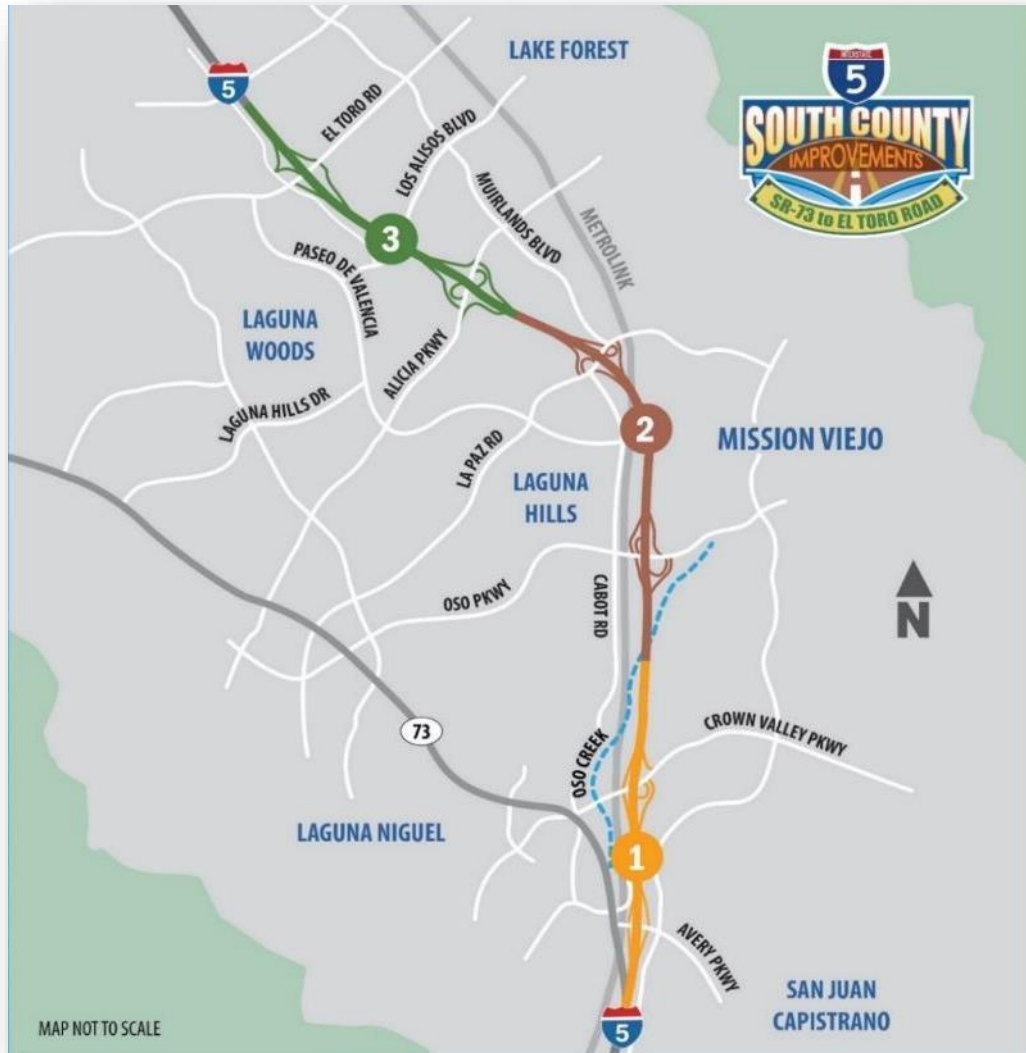 LAKE FOREST
INTERSTATE
5
SOUTH COUNTY
IMPROVEMENTS
SR-73 to EL TORO ROAD
5
EL TORO RD
LOS ALISOS BLVD
MUIRLANDS BLVD
METROLINK
3
PASEO DE VALENCIA
LAGUNA
WOODS
ALICIA PKWY
LAGUNA HILLS DR
2
MISSION VIEJO
LA PAZ RD
LAGUNA
HILLS
OSO PKWY
CABOT RD
N
73
OSO CREEK
CROWN VALLEY PKWY
LAGUNA NIGUEL
1
AVERY PKWY
SAN JUAN
CAPISTRANO
5
MAP NOT TO SCALE